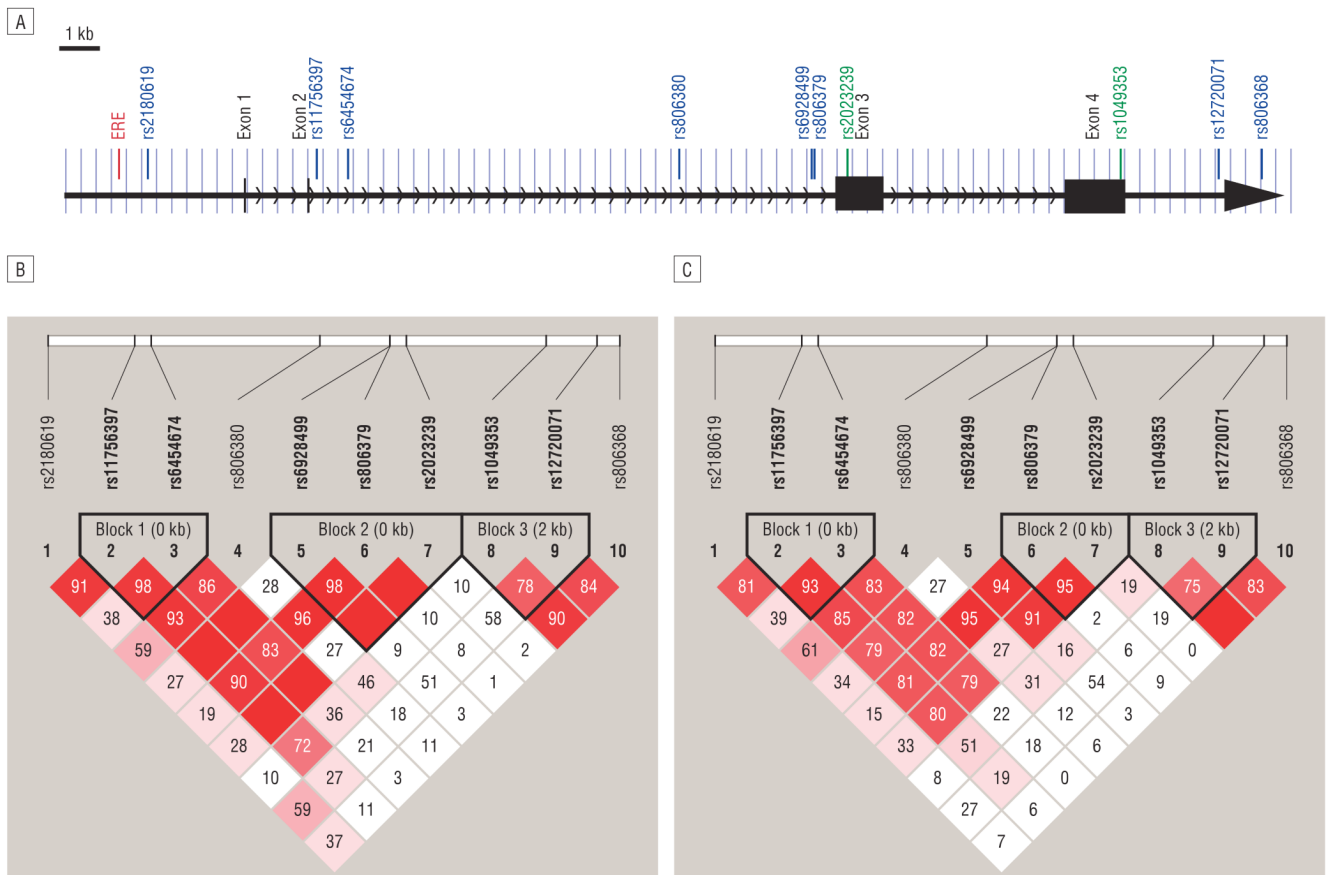 A
1 kb
ERE
rs2180619
Exon 1
Exon 2
rs11756397
rs6454674
rs806380
rs6928499
rs806379
rs2023239
Exon 3
Exon 4
rs1049353
rs12720071
rs806368
B
rs2180619
rs11756397
rs6454674
rs806380
rs6928499
rs806379
rs2023239
rs1049353
rs12720071
rs806368
Block 1 (0 kb) Block 2 (0 kb) Block 3 (2 kb)
1 2 3 4 5 6 7 8 9 10
91 98 86 28 98 10 78 84
38 93 96 10 58 90
59 83 27 9 8 2
27 90 46 51 1
19 36 18 3
28 72 21 11
10 27 3
59 11
37
C
rs2180619
rs11756397
rs6454674
rs806380
rs6928499
rs806379
rs2023239
rs1049353
rs12720071
rs806368
Block 1 (0 kb) Block 2 (0 kb) Block 3 (2 kb)
1 2 3 4 5 6 7 8 9 10
81 93 83 27 94 95 19 75 83
39 85 82 95 91 2 19
61 79 82 27 16 6 0
34 81 79 31 54 9
15 80 22 12 3
33 51 18 6
8 19 0
27 6
7